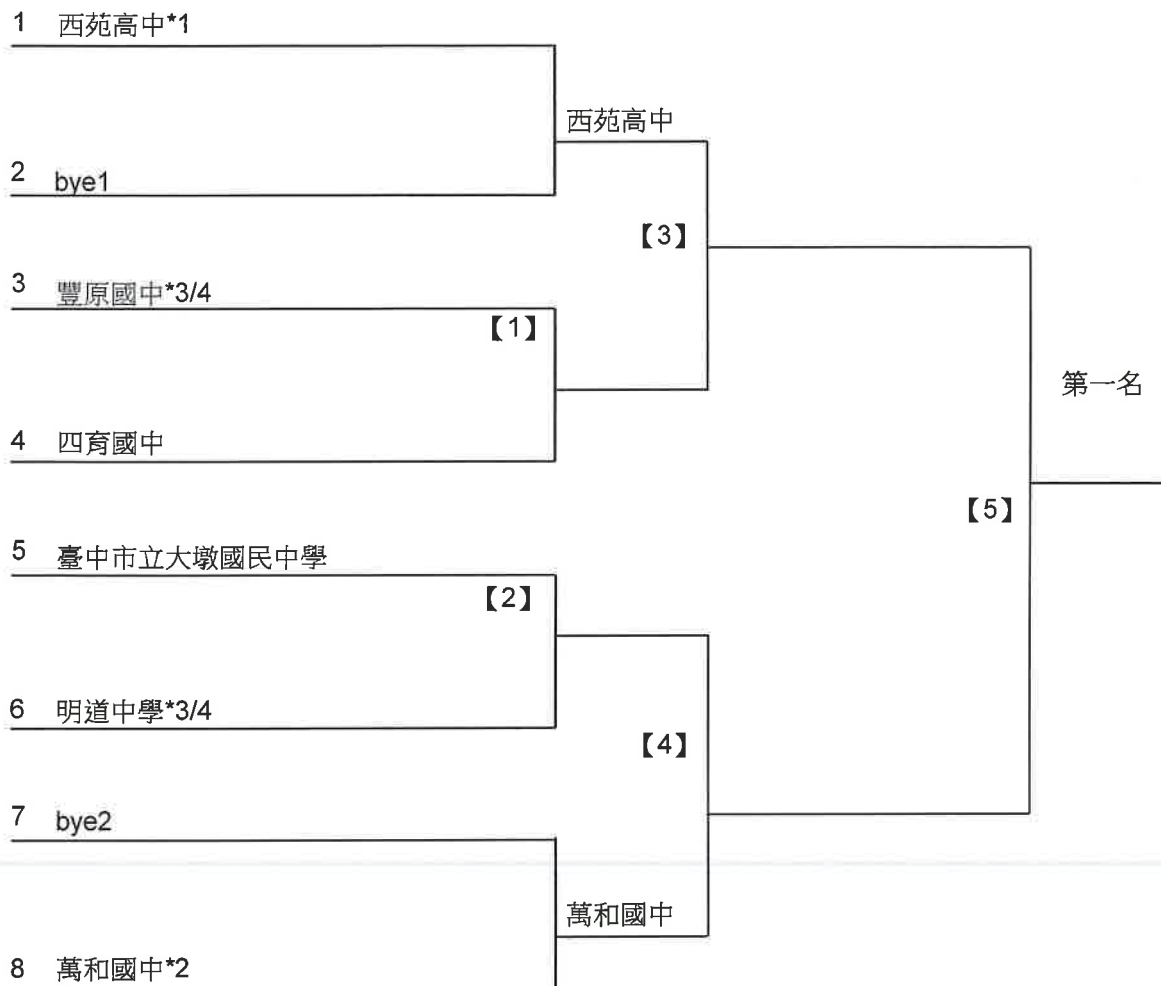 1 西苑高中*1
西苑高中
2 bye1
【3】
3 豐原國中*3/4
【1】
第一名
4 四育國中
【5】
5 臺中市立大墩國民中學
【2】
6 明道中學*3/4
【4】
7 bye2
萬和國中
8 萬和國中*2